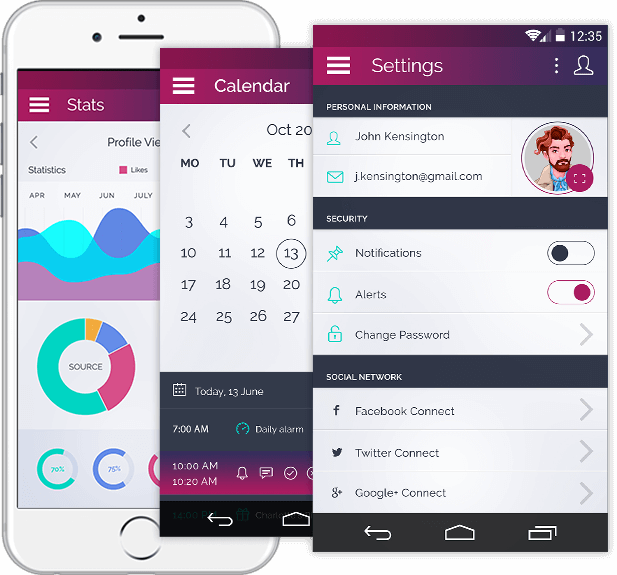 Stats
Profile Vie
Statistics
Likes
APR MAY JUN JULY
SOURCE
70%
75%
Calendar
Oct 20
MO TU WE TH
3 4 5 6
10 11 12 13
17 18 19 20
24 25 26 27
Today, 13 June
7:00 AM Daily alarm
10:00 AM
10:20 AM
12:35
Settings
PERSONAL INFORMATION
John Kensington
j.kensington@gmail.com
SECURITY
Notifications
Alerts
Change Password
SOCIAL NETWORK
Facebook Connect
Twitter Connect
Google+ Connect